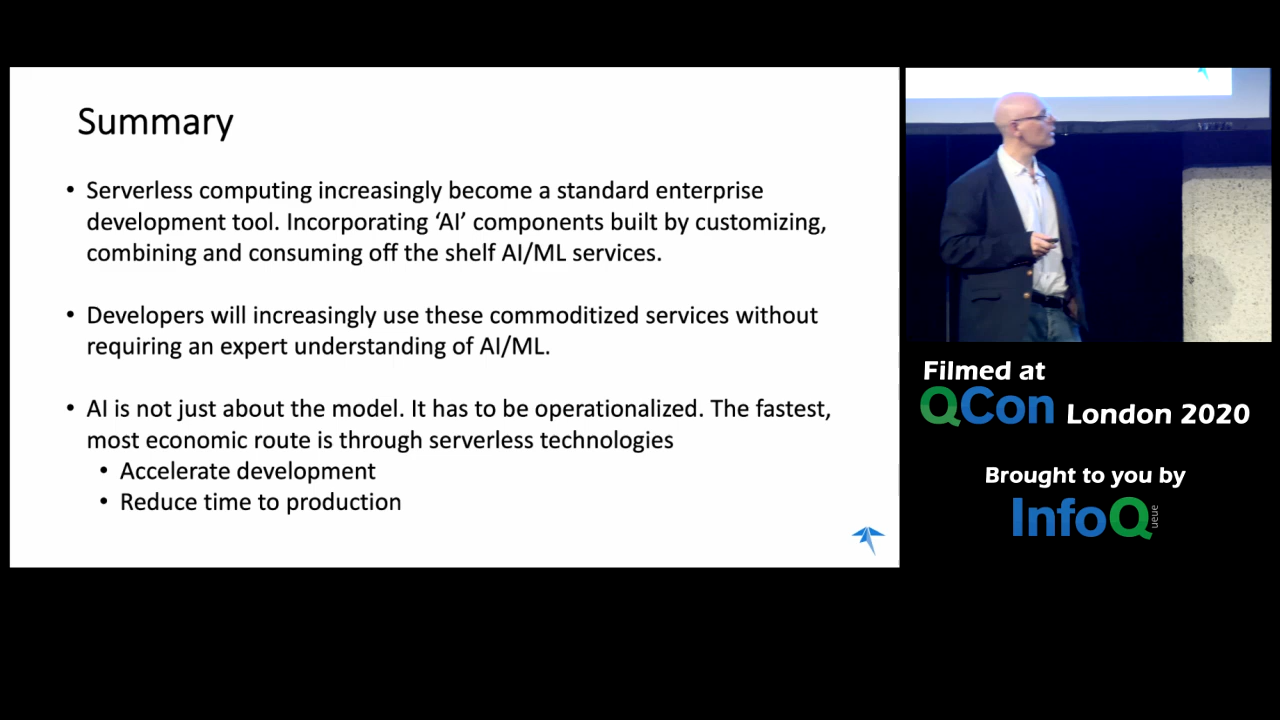 Summary
• Serverless computing increasingly become a standard enterprise
development tool. Incorporating ‘AI’ components built by customizing,
combining and consuming off the shelf AI/ML services.
• Developers will increasingly use these commoditized services without
requiring an expert understanding of AI/ML.
• AI is not just about the model. It has to be operationalized. The fastest,
most economic route is through serverless technologies
• Accelerate development
• Reduce time to production
Filmed at
QCon London 2020
Brought to you by
InfoQueue